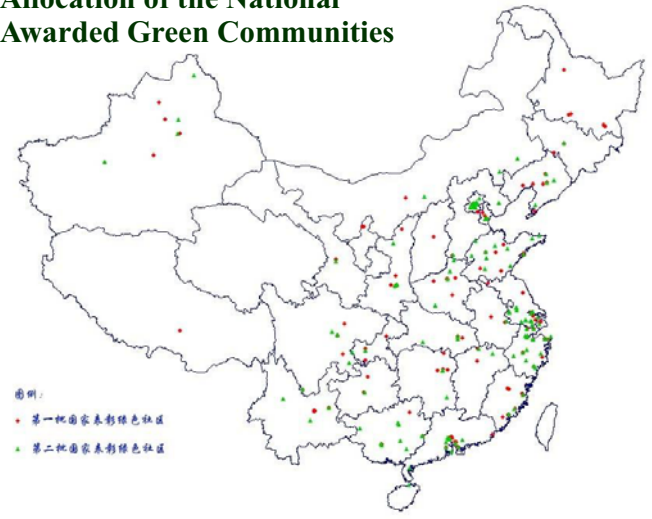 Allocation of the National
Awarded Green Communities
图例：
第一批国家表彰绿色社区
第二批国家表彰绿色社区